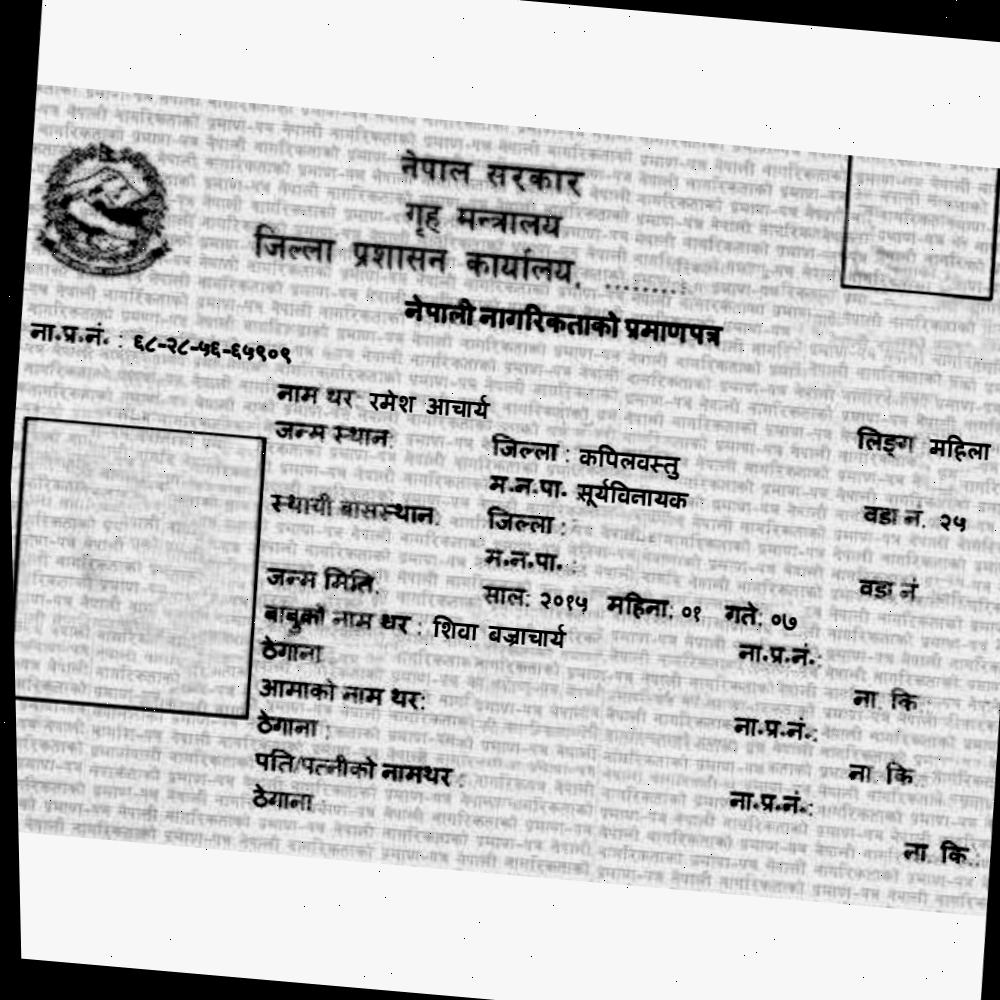 नेपाल सरकार
गृह मन्त्रालय
जिल्ला प्रशासन कार्यालय, .........
नेपाली नागरिकताको प्रमाणपत्र
ना.प्र.नं. : ६८-२८-५६-६५९०९
नाम थर रमेश आचार्य
लिङ्ग महिला
जन्म स्थान: जिल्ला : कपिलवस्तु
म.न.पा. सूर्यविनायक वडा नं. २५
स्थायी बासस्थान: जिल्ला :
म.न.पा. : वडा नं
जन्म मिति: साल: २०१५ महिना: ०१ गते: ०७
बाबुको नाम थर : शिवा बज्राचार्य ना.प्र.नं.:
ठेगाना ना. कि.
आमाको नाम थर: ना.प्र.नं.:
ठेगाना : ना. कि.
पति/पत्नीको नामथर : ना.प्र.नं.:
ठेगाना : ना. कि.: